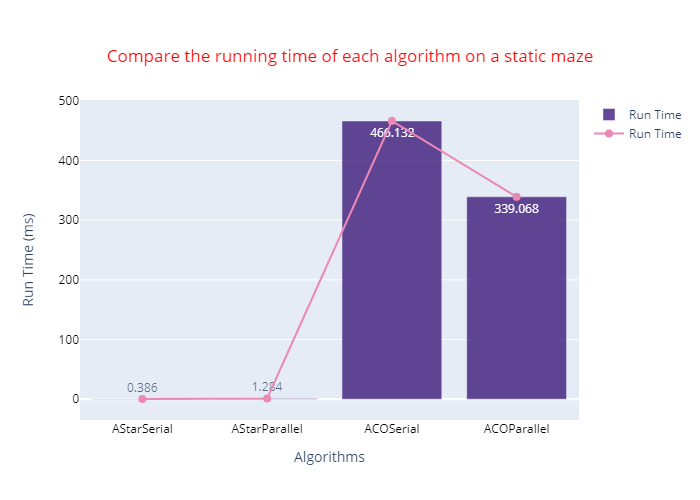 Compare the running time of each algorithm on a static maze
500
400
300
200
100
0
Run Time (ms)
0.386
1.284
466.132
339.068
AStarSerial
AStarParallel
ACOSerial
ACOParallel
Algorithms
Run Time
Run Time